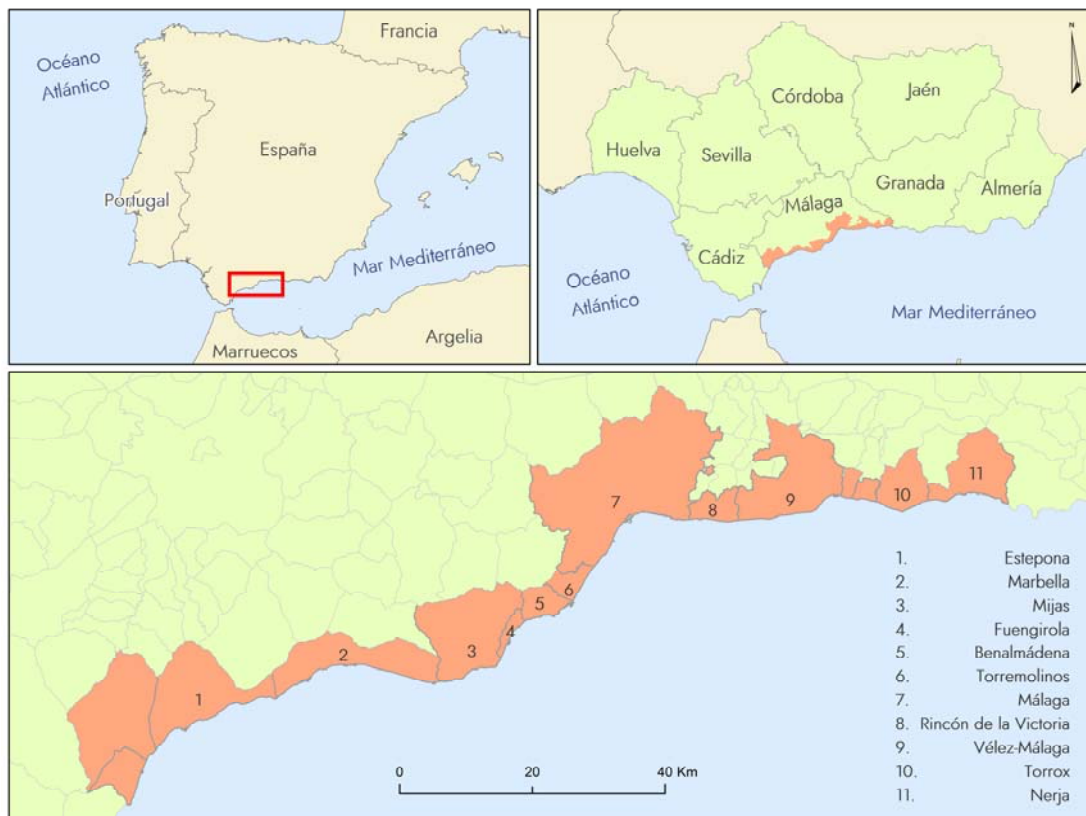 Francia
Océano
Atlántico
España
Portugal
Mar Mediterráneo
Argelia
Marruecos
N
Jaén
Córdoba
Huelva
Sevilla
Granada
Almería
Málaga
Cádiz
Océano
Atlántico
Mar Mediterráneo
11
10
9
8
7
6
5
4
3
2
1
1. Estepona
2. Marbella
3. Mijas
4. Fuengirola
5. Benalmádena
6. Torremolinos
7. Málaga
8. Rincón de la Victoria
9. Vélez-Málaga
10. Torrox
11. Nerja
0 20 40 Km